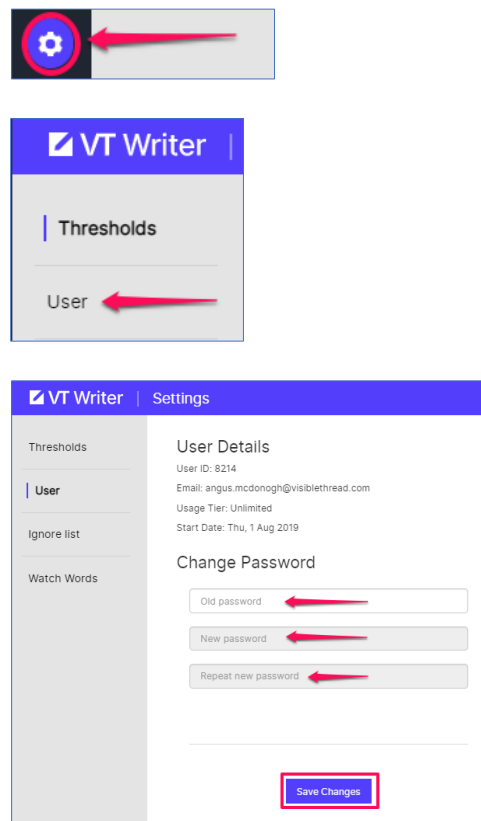 VT Writer |
Thresholds
User
VT Writer | Settings
Thresholds
User
Ignore list
Watch Words
User Details
User ID: 8214
Email: angus.mcdonogh@visiblethread.com
Usage Tier: Unlimited
Start Date: Thu, 1 Aug 2019
Change Password
Old password
New password
Repeat new password
Save Changes